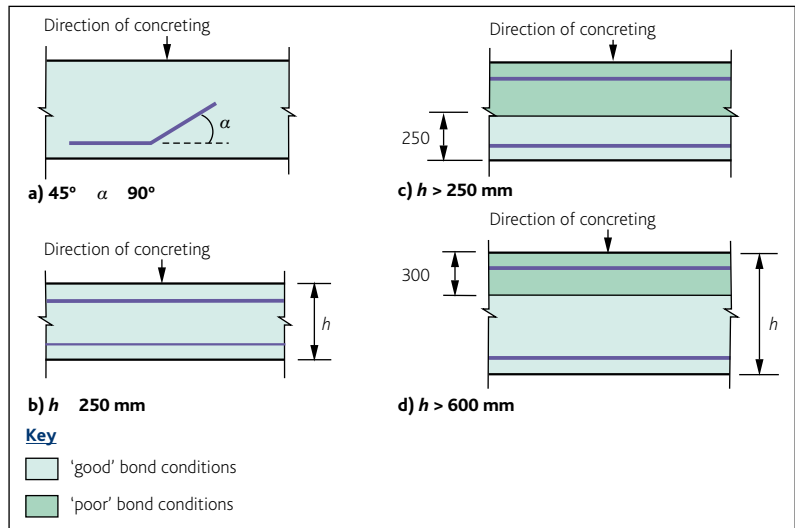 Direction of concreting
α
a) 45° α 90°
Direction of concreting
h
b) h 250 mm
Direction of concreting
250
c) h > 250 mm
Direction of concreting
300
h
d) h > 600 mm
Key
'good' bond conditions
'poor' bond conditions